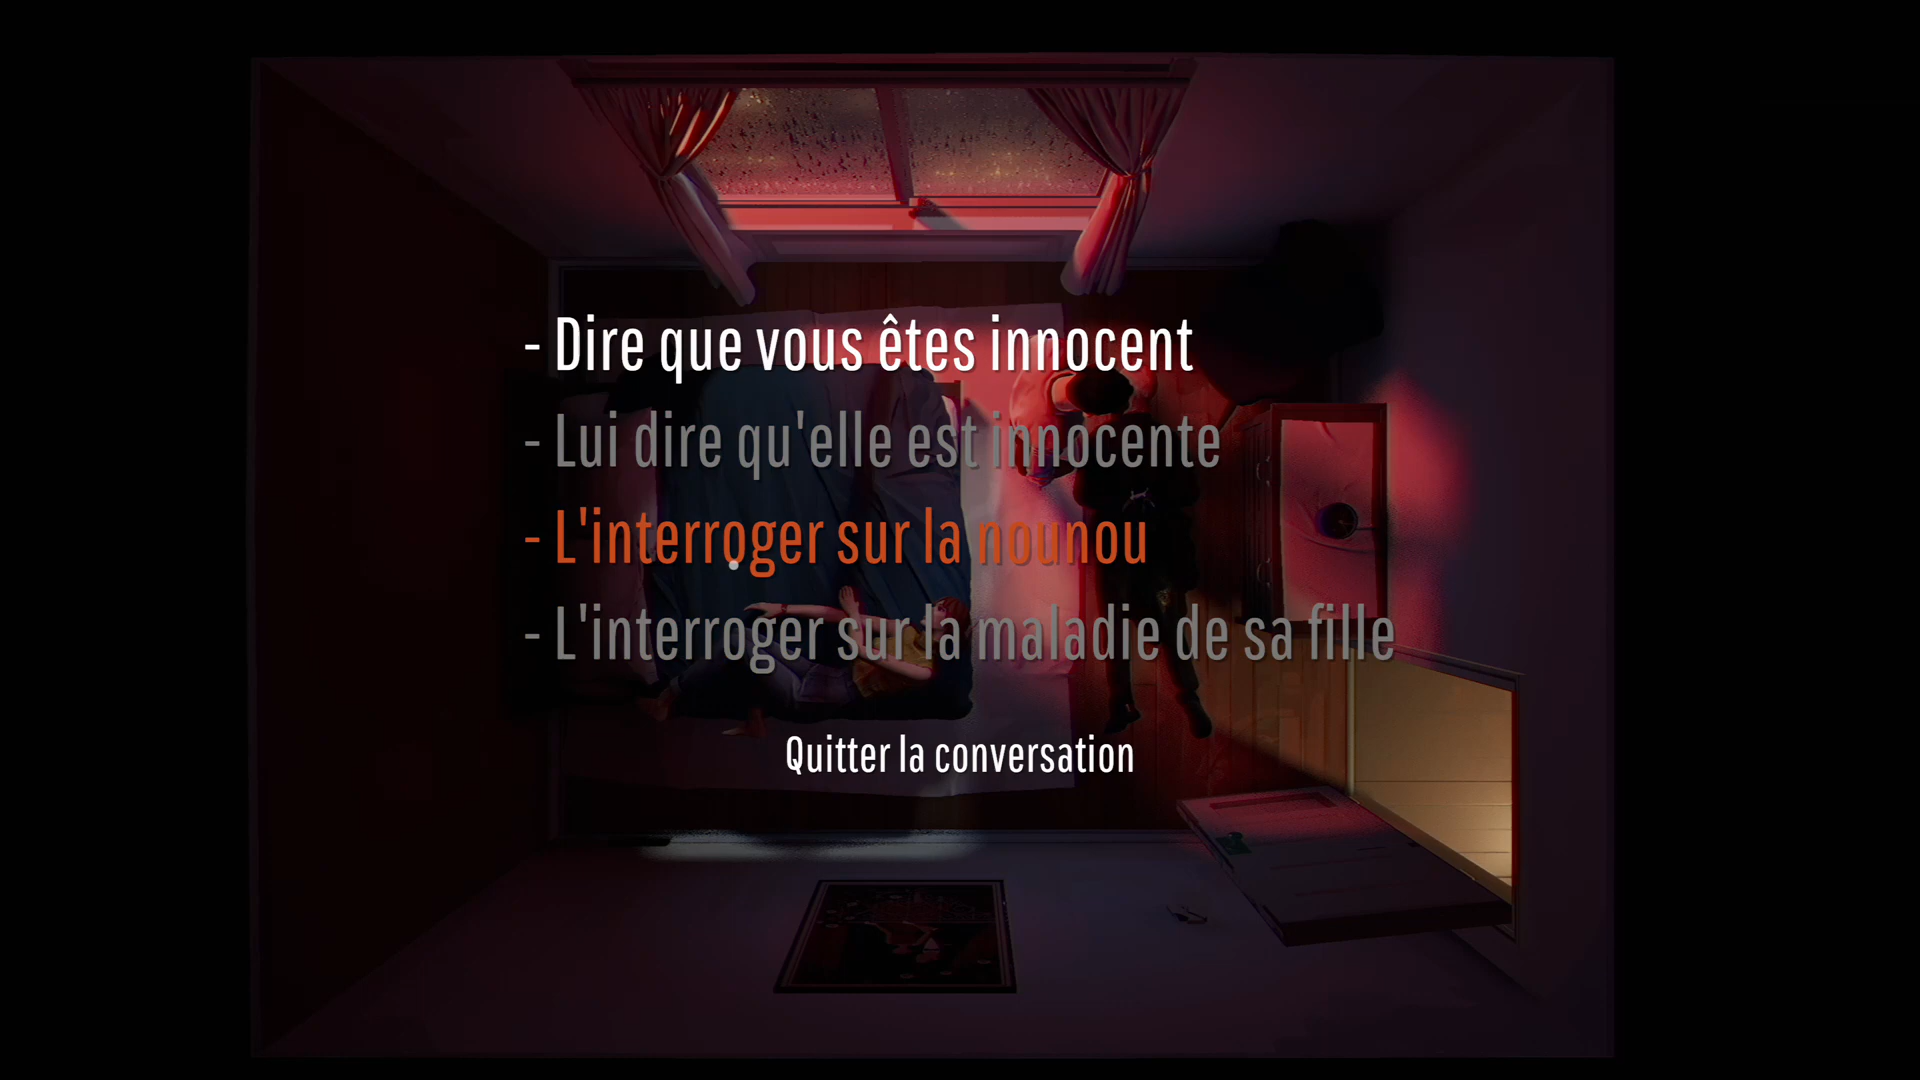 - Dire que vous êtes innocent
- Lui dire qu'elle est innocente
- L'interroger sur la nounou
- L'interroger sur la maladie de sa fille
Quitter la conversation